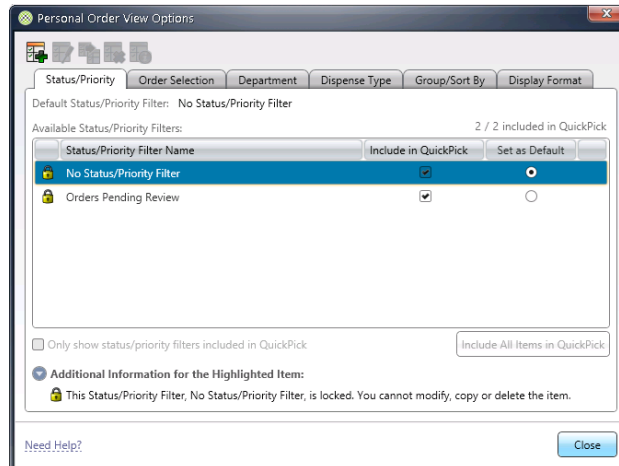 Personal Order View Options
Status/Priority Order Selection Department Dispense Type Group/Sort By Display Format
Default Status/Priority Filter: No Status/Priority Filter
Available Status/Priority Filters: 2 / 2 included in QuickPick
Status/Priority Filter Name Include in QuickPick Set as Default
No Status/Priority Filter
Orders Pending Review
Only show status/priority filters included in QuickPick Include All Items in QuickPick
Additional Information for the Highlighted Item:
This Status/Priority Filter, No Status/Priority Filter, is locked. You cannot modify, copy or delete the item.
Need Help? Close